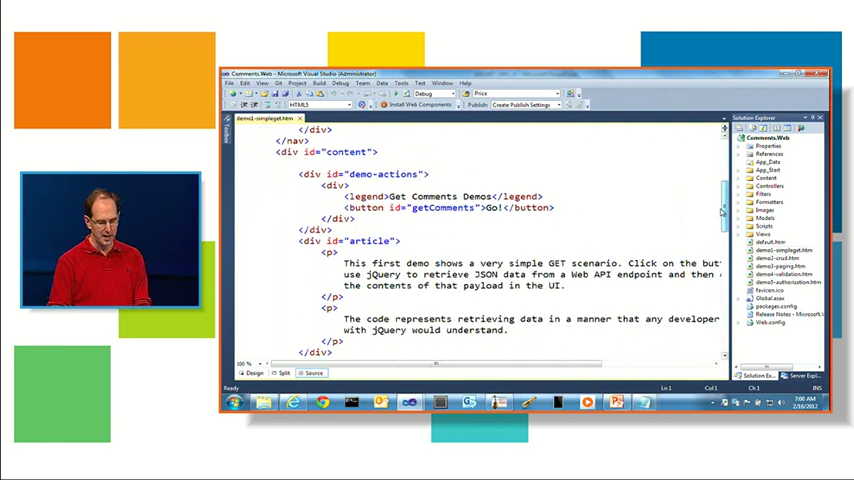 Comments.Web - Microsoft Visual Studio (Administrator)
File Edit View Git Project Build Debug Team Data Tools Test Window Help
Debug Price
HTML5 Install Web Components Publish: Create Publish Settings
Toolbox
demo1-simpleget.htm
</div>
</nav>
<div id="content">
<div id="demo-actions">
<div>
<legend>Get Comments Demos</legend>
<button id="getComments">Go!</button>
</div>
</div>
<div id="article">
<p>
This first demo shows a very simple GET scenario. Click on the but
use jQuery to retrieve JSON data from a Web API endpoint and then
the contents of that payload in the UI.
</p>
<p>
The code represents retrieving data in a manner that any developer
with jQuery would understand.
</p>
</div>
100 %
Design Split Source
Solution Explorer
Comments.Web
Properties
References
App_Data
App_Start
Content
Controllers
Filters
Formatters
Images
Models
Scripts
Views
default.htm
demo1-simpleget.htm
demo2-crud.htm
demo3-paging.htm
demo4-validation.htm
demo5-authorization.htm
favicon.ico
Global.asax
packages.config
Release Notes - Microsoft.
Web.config
Solution Ex... Server Expl...
Ready Ln 1 Col 1 Ch 1 INS
7:00 AM
2/16/2012